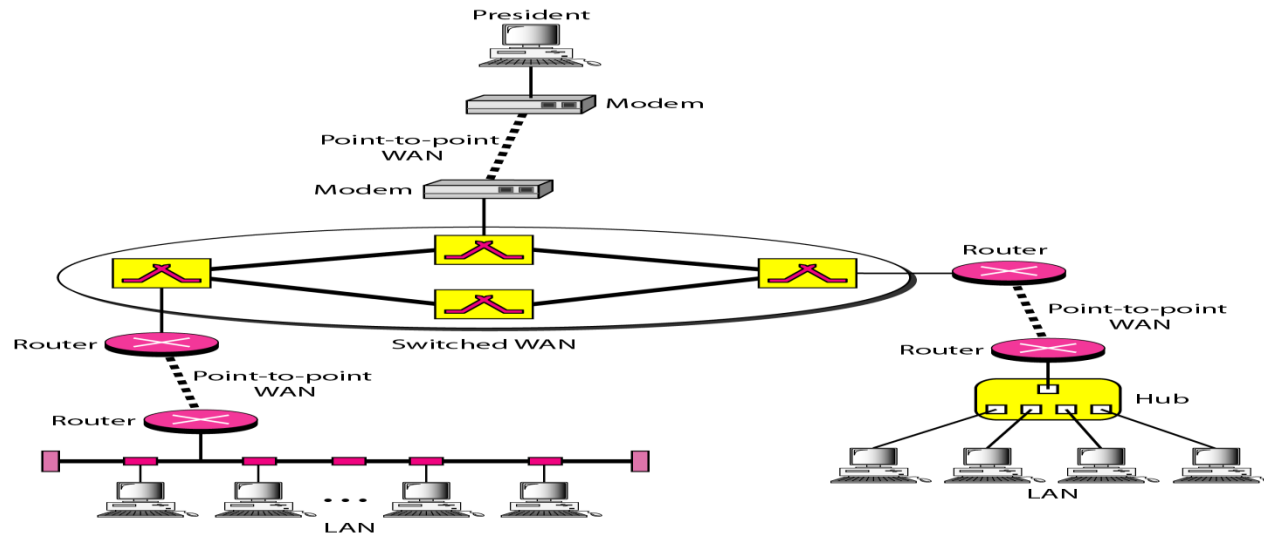 President
Modem
Point-to-point
WAN
Modem
Router
Point-to-point
WAN
Router
Switched WAN
Router
Point-to-point
WAN
Router
Hub
LAN
LAN